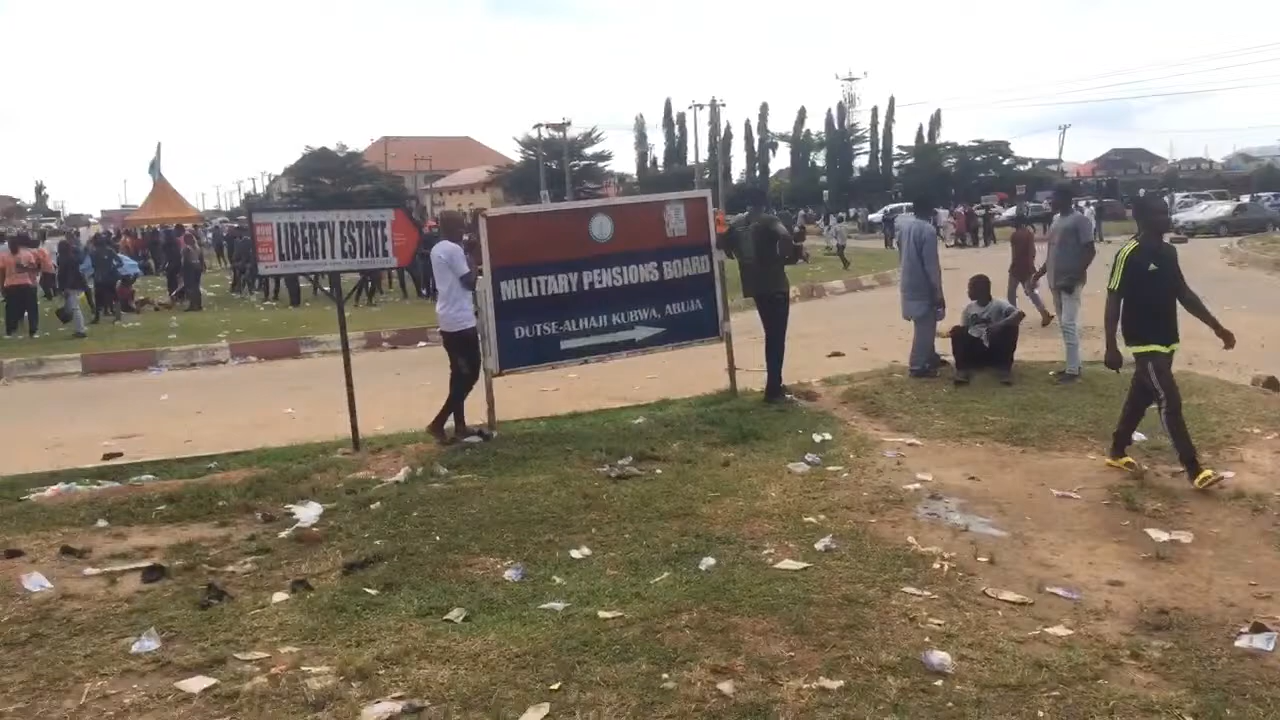 LIBERTY ESTATE
MILITARY PENSIONS BOARD
DUTSE-ALHAJI KUBWA, ABUJA